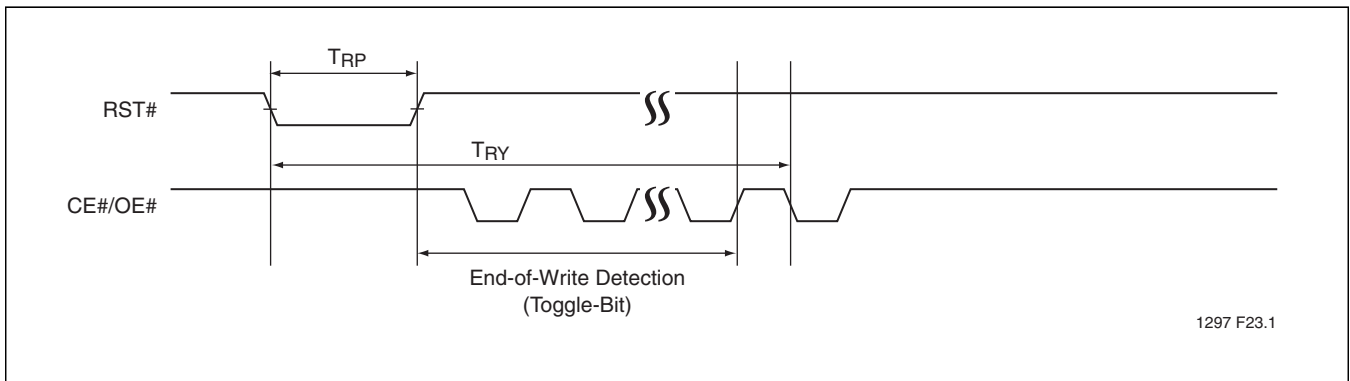 TRP
RST#
TRY
CE#/OE#
End-of-Write Detection
(Toggle-Bit)
1297 F23.1